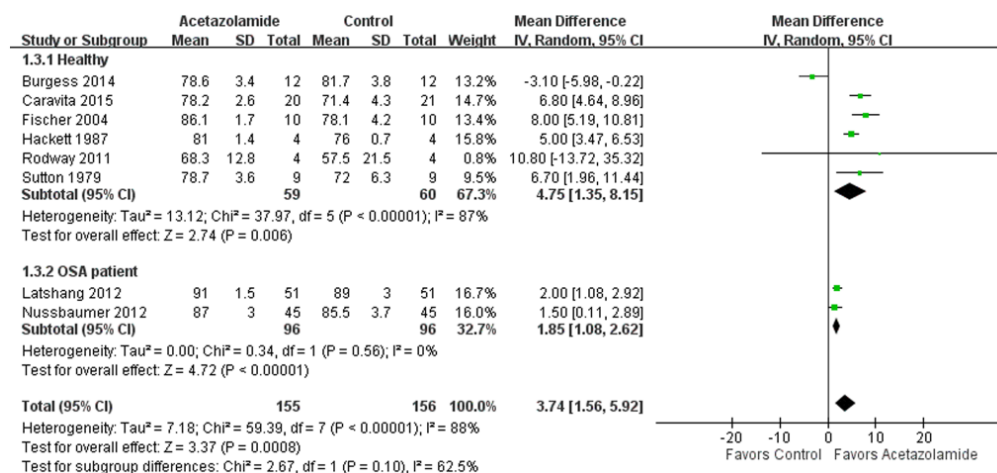 Acetazolamide Control Mean Difference Mean Difference
Study or Subgroup Mean SD Total Mean SD Total Weight IV, Random, 95% CI IV, Random, 95% CI
1.3.1 Healthy
Burgess 2014 78.6 3.4 12 81.7 3.8 12 13.2% -3.10 [-5.98, -0.22]
Caravita 2015 78.2 2.6 20 71.4 4.3 21 14.7% 6.80 [4.64, 8.96]
Fischer 2004 86.1 1.7 10 78.1 4.2 10 13.4% 8.00 [5.19, 10.81]
Hackett 1987 81 1.4 4 76 0.7 4 15.8% 5.00 [3.47, 6.53]
Rodway 2011 68.3 12.8 4 57.5 21.5 4 0.8% 10.80 [-13.72, 35.32]
Sutton 1979 78.7 3.6 9 72 6.3 9 9.5% 6.70 [1.96, 11.44]
Subtotal (95% CI) 59 60 67.3% 4.75 [1.35, 8.15]
Heterogeneity: Tau² = 13.12; Chi² = 37.97, df = 5 (P < 0.00001); I² = 87%
Test for overall effect: Z = 2.74 (P = 0.006)
1.3.2 OSA patient
Latshang 2012 91 1.5 51 89 3 51 16.7% 2.00 [1.08, 2.92]
Nussbaumer 2012 87 3 45 85.5 3.7 45 16.0% 1.50 [0.11, 2.89]
Subtotal (95% CI) 96 96 32.7% 1.85 [1.08, 2.62]
Heterogeneity: Tau² = 0.00; Chi² = 0.34, df = 1 (P = 0.56); I² = 0%
Test for overall effect: Z = 4.72 (P < 0.00001)
Total (95% CI) 155 156 100.0% 3.74 [1.56, 5.92]
Heterogeneity: Tau² = 7.18; Chi² = 59.39, df = 7 (P < 0.00001); I² = 88%
Test for overall effect: Z = 3.37 (P = 0.0008)
Test for subgroup differences: Chi² = 2.67, df = 1 (P = 0.10), I² = 62.5%
-20 -10 0 10 20
Favors Control Favors Acetazolamide